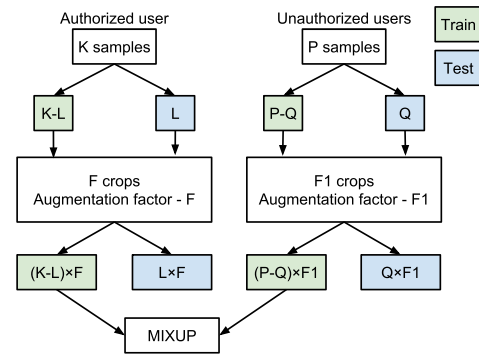 Authorized user
Unauthorized users
Train
K samples
P samples
Test
K-L
L
P-Q
Q
F crops
Augmentation factor - F
F1 crops
Augmentation factor - F1
(K-L)×F
L×F
(P-Q)×F1
Q×F1
MIXUP